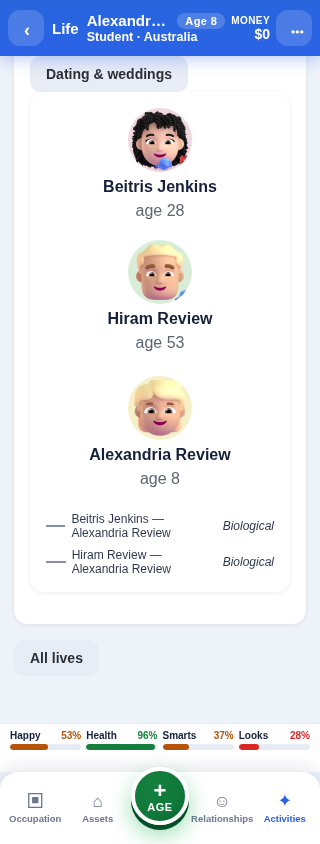 ‹ Life Alexandr... Age 8 MONEY
Student · Australia $0 ...
Dating & weddings
Beitris Jenkins
age 28
Hiram Review
age 53
Alexandria Review
age 8
Beitris Jenkins —
Alexandria Review
Biological
Hiram Review —
Alexandria Review
Biological
All lives
Happy 53% Health 96% Smarts 37% Looks 28%
+
AGE
Occupation Assets Relationships Activities